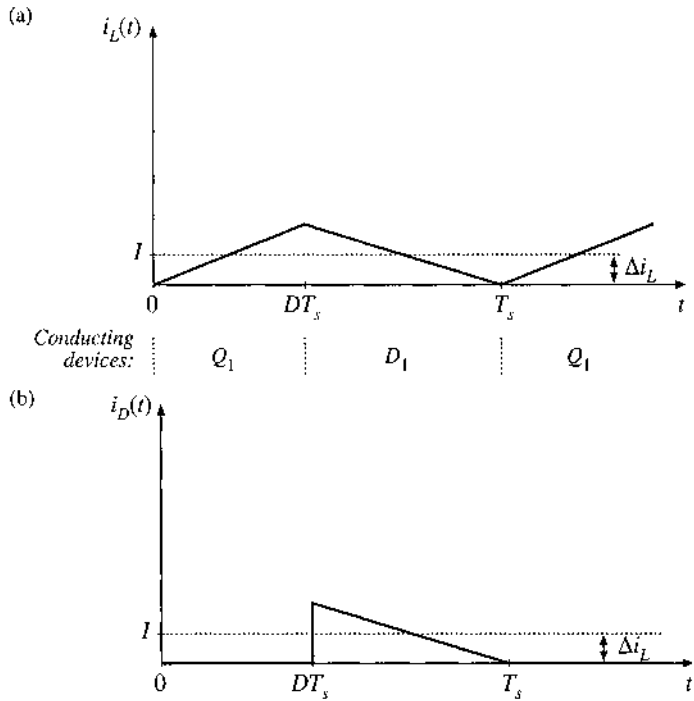 (a)
i_L(t)
I
Δi_L
0 DT_s T_s t
Conducting devices: Q_1 D_1 Q_1
(b)
i_D(t)
I
Δi_L
0 DT_s T_s t